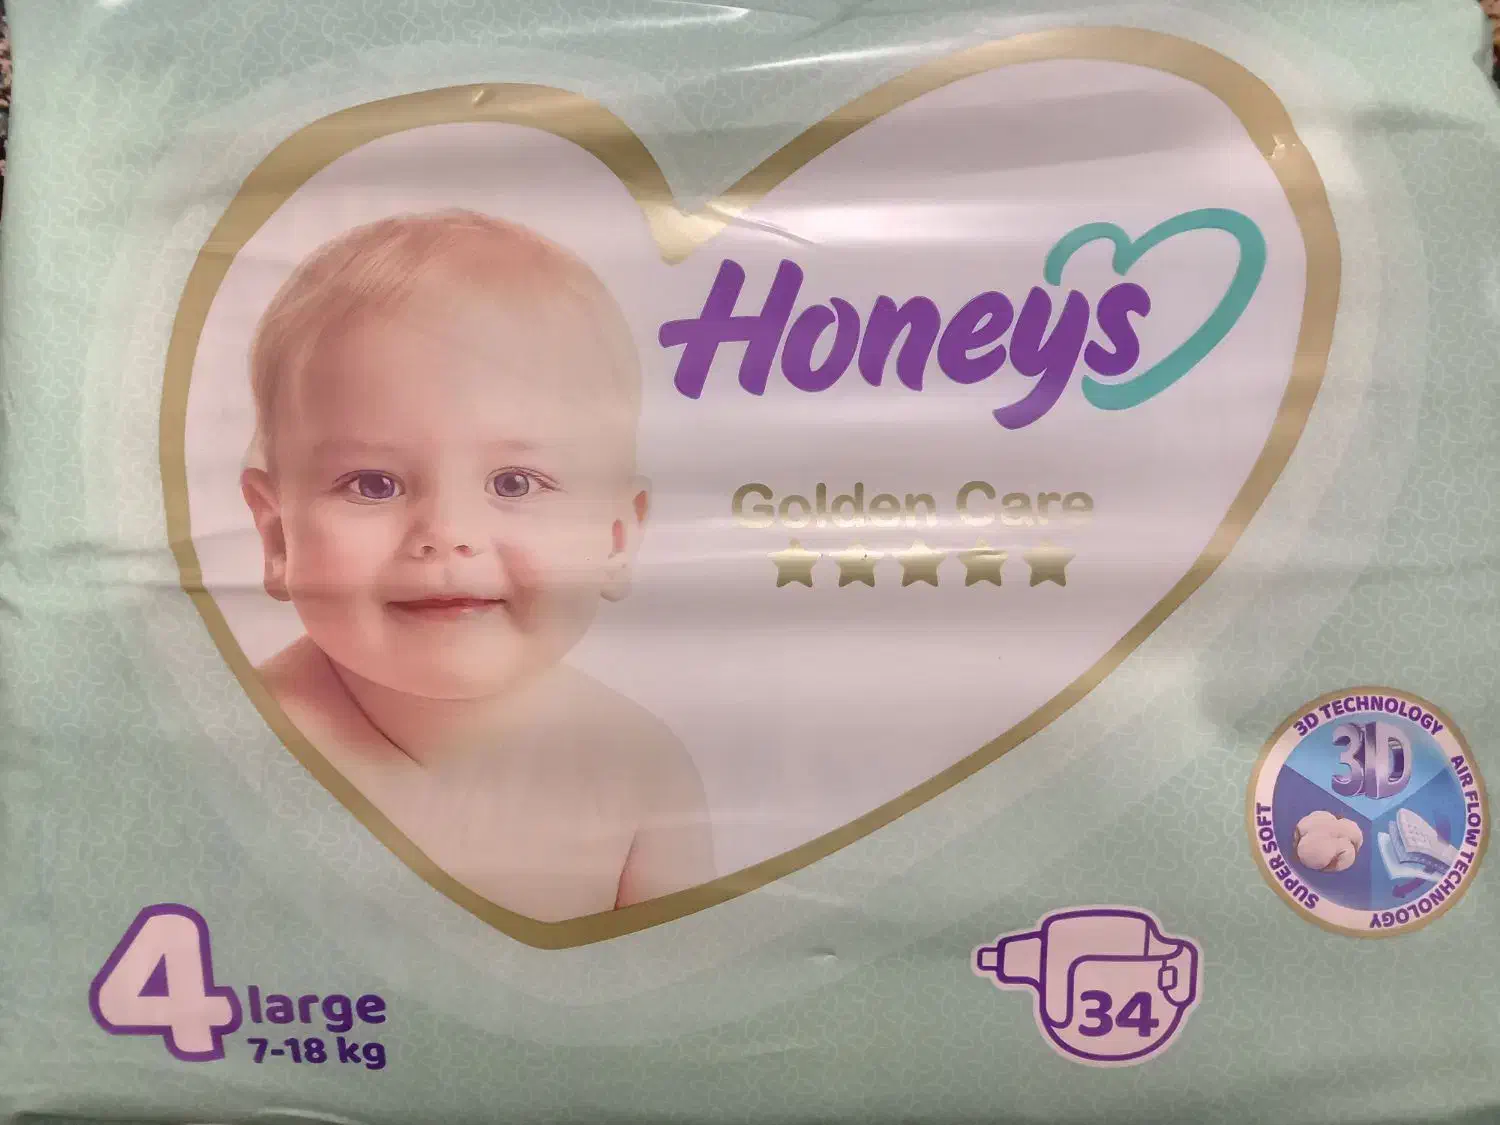 Honeys
Golden Care
3D TECHNOLOGY
3D
AIR FLOW TECHNOLOGY
SUPER SOFT
4
large
7-18 kg
34